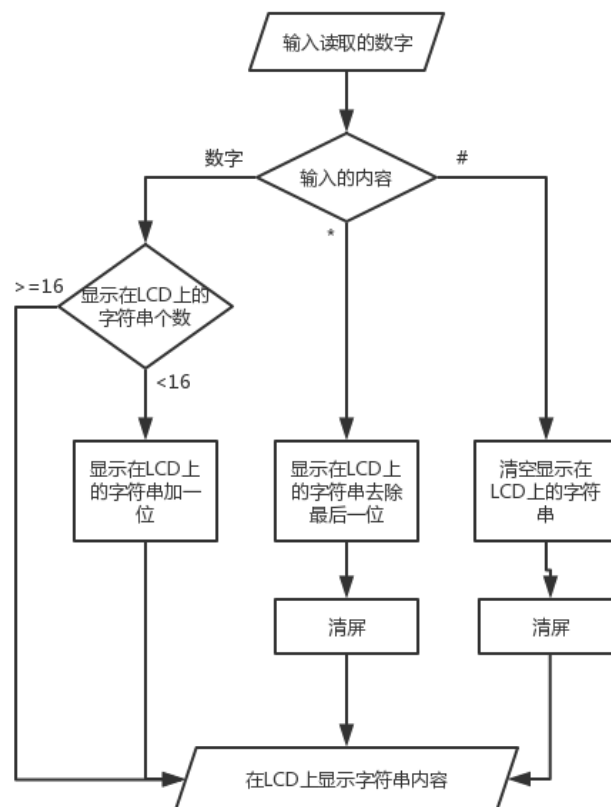 输入读取的数字
数字
输入的内容
#
*
>=16
显示在LCD上的
字符串个数
<16
显示在LCD上
的字符串加一
位
显示在LCD上
的字符串去除
最后一位
清空显示在
LCD上的字符
串
清屏
清屏
在LCD上显示字符串内容